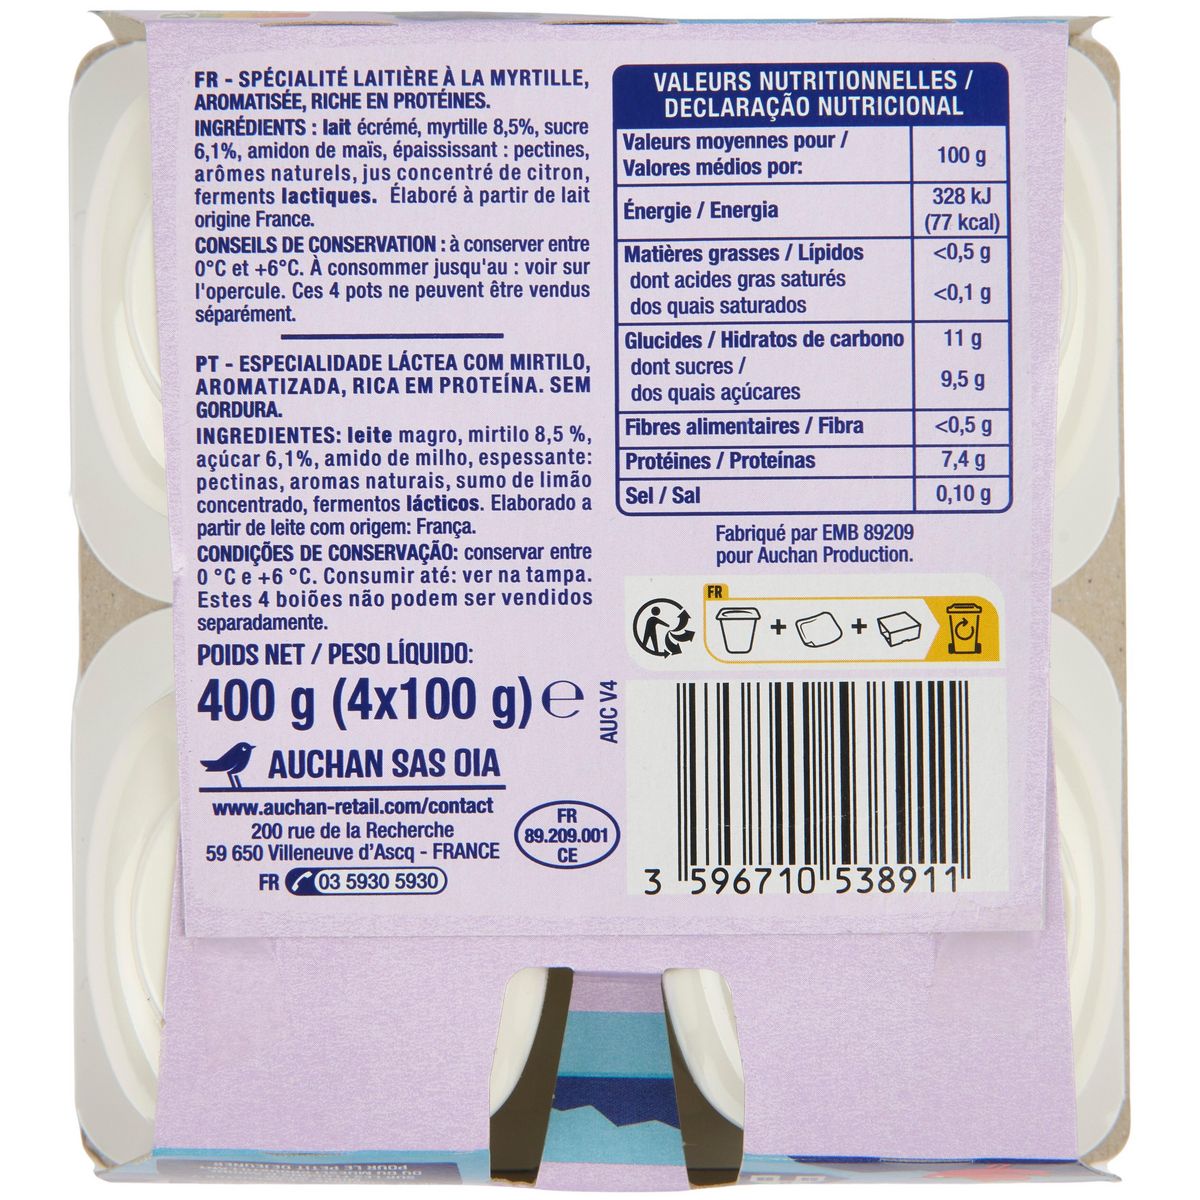 FR - SPÉCIALITÉ LAITIÈRE À LA MYRTILLE,
AROMATISÉE, RICHE EN PROTÉINES.
INGRÉDIENTS : lait écrémé, myrtille 8,5%, sucre
6,1%, amidon de maïs, épaississant : pectines,
arômes naturels, jus concentré de citron,
ferments lactiques. Élaboré à partir de lait
origine France.
CONSEILS DE CONSERVATION : à conserver entre
0°C et +6°C. À consommer jusqu'au : voir sur
l'opercule. Ces 4 pots ne peuvent être vendus
séparément.
PT - ESPECIALIDADE LÁCTEA COM MIRTILO,
AROMATIZADA, RICA EM PROTEÍNA. SEM
GORDURA.
INGREDIENTES: leite magro, mirtilo 8,5 %,
açúcar 6,1%, amido de milho, espessante:
pectinas, aromas naturais, sumo de limão
concentrado, fermentos lácticos. Elaborado a
partir de leite com origem: França.
CONDIÇÕES DE CONSERVAÇÃO: conservar entre
0 °C e +6 °C. Consumir até: ver na tampa.
Estes 4 boiões não podem ser vendidos
separadamente.
POIDS NET / PESO LÍQUIDO:
400 g (4x100 g) ℮
AUCHAN SAS OIA
www.auchan-retail.com/contact
200 rue de la Recherche
59 650 Villeneuve d'Ascq - FRANCE
FR 03 5930 5930
FR
89.209.001
CE
VALEURS NUTRITIONNELLES /
DECLARAÇÃO NUTRICIONAL
Valeurs moyennes pour /
Valores médios por: 100 g
Énergie / Energia 328 kJ
(77 kcal)
Matières grasses / Lípidos <0,5 g
dont acides gras saturés
dos quais saturados <0,1 g
Glucides / Hidratos de carbono 11 g
dont sucres /
dos quais açúcares 9,5 g
Fibres alimentaires / Fibra <0,5 g
Protéines / Proteínas 7,4 g
Sel / Sal 0,10 g
Fabriqué par EMB 89209
pour Auchan Production.
FR
+ +
AUC V4
3 596710 538911
POUR LE PETIT DÉJEUNER